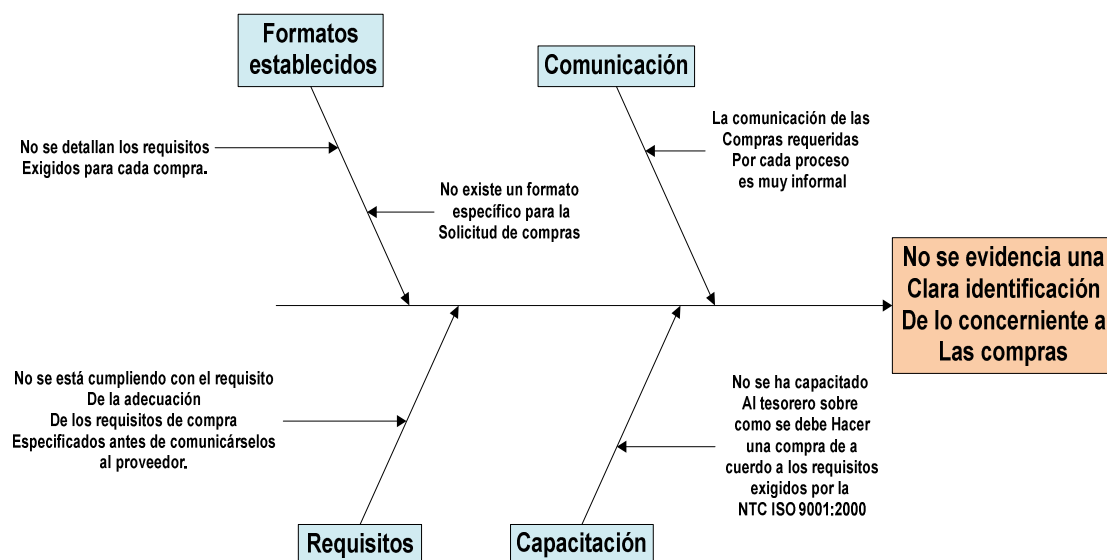 Formatos
establecidos
Comunicación
No se detallan los requisitos
Exigidos para cada compra.
No existe un formato
específico para la
Solicitud de compras
La comunicación de las
Compras requeridas
Por cada proceso
es muy informal
No se evidencia una
Clara identificación
De lo concerniente a
Las compras
No se está cumpliendo con el requisito
De la adecuación
De los requisitos de compra
Especificados antes de comunicárselos
al proveedor.
No se ha capacitado
Al tesorero sobre
como se debe Hacer
una compra de a
cuerdo a los requisitos
exigidos por la
NTC ISO 9001:2000
Requisitos
Capacitación